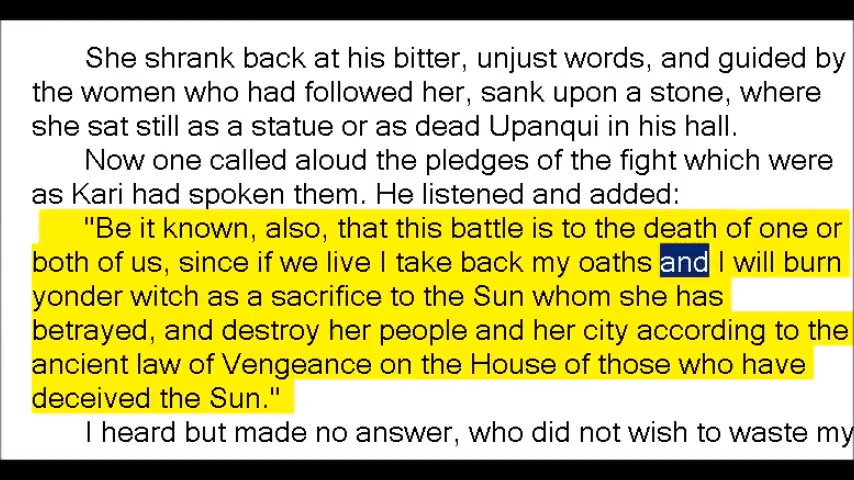 She shrank back at his bitter, unjust words, and guided by
the women who had followed her, sank upon a stone, where
she sat still as a statue or as dead Upanqui in his hall.
Now one called aloud the pledges of the fight which were
as Kari had spoken them. He listened and added:
"Be it known, also, that this battle is to the death of one or
both of us, since if we live I take back my oaths and I will burn
yonder witch as a sacrifice to the Sun whom she has
betrayed, and destroy her people and her city according to the
ancient law of Vengeance on the House of those who have
deceived the Sun."
I heard but made no answer, who did not wish to waste my